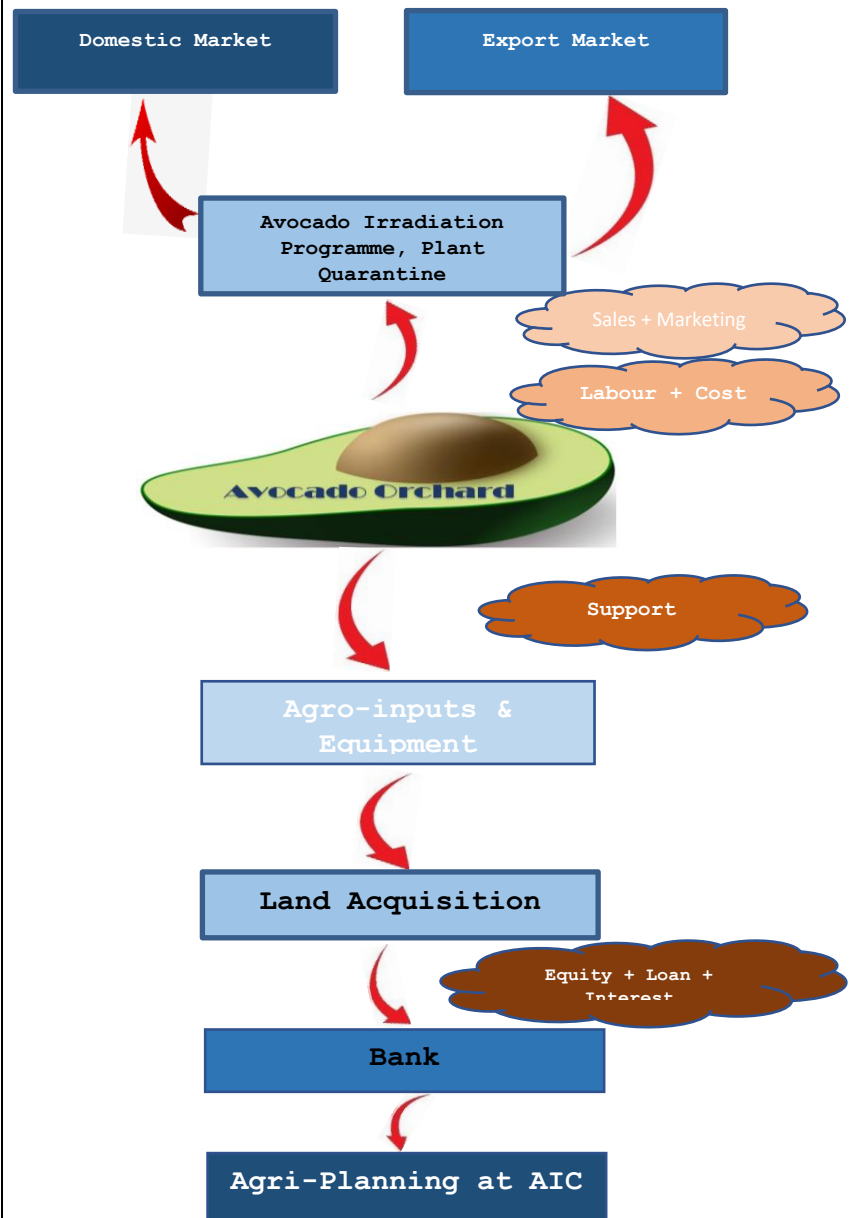 Domestic Market
Export Market
Avocado Irradiation
Programme, Plant
Quarantine
Sales + Marketing
Labour + Cost
Avocado Orchard
Support
Agro-inputs &
Equipment
Land Acquisition
Equity + Loan +
Interest
Bank
Agri-Planning at AIC